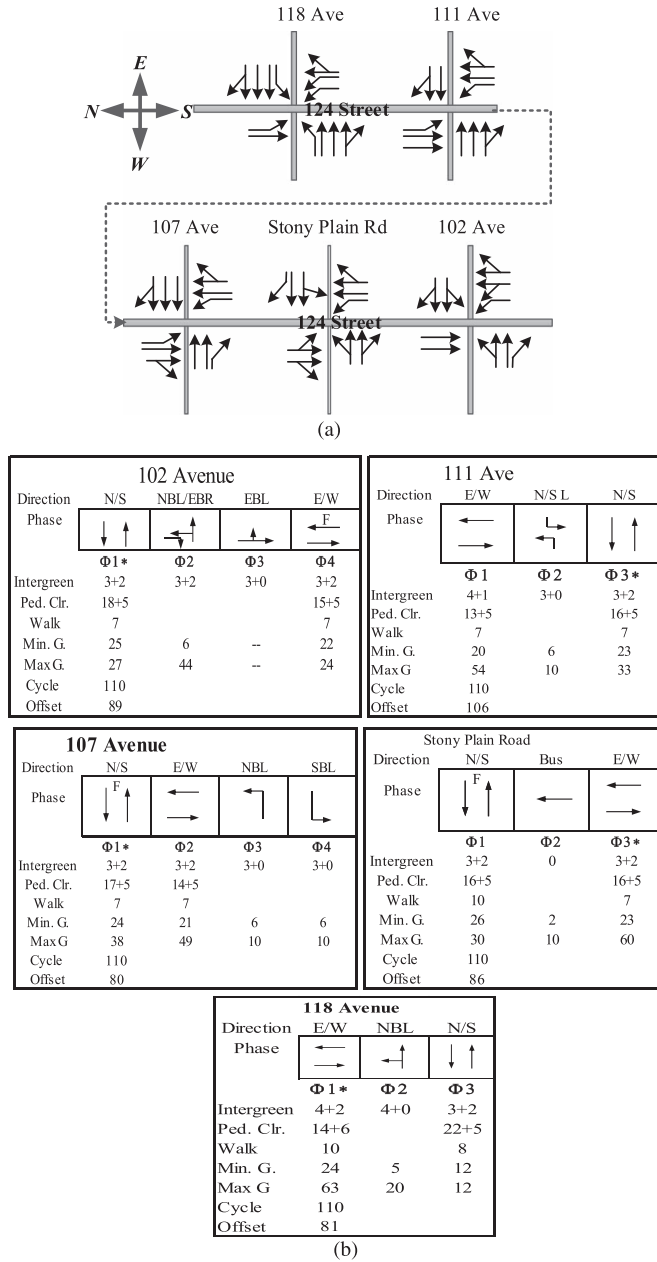 118 Ave 111 Ave
E
N S 124 Street
W
107 Ave Stony Plain Rd 102 Ave
124 Street
(a)
102 Avenue
Direction N/S NBL/EBR EBL E/W
Phase F
Φ1* Φ2 Φ3 Φ4
Intergreen 3+2 3+2 3+0 3+2
Ped. Clr. 18+5 15+5
Walk 7 7
Min. G. 25 6 -- 22
Max G. 27 44 -- 24
Cycle 110
Offset 89
111 Ave
Direction E/W N/S L N/S
Phase
Φ1 Φ2 Φ3*
Intergreen 4+1 3+0 3+2
Ped. Clr. 13+5 16+5
Walk 7 7
Min. G. 20 6 23
Max G 54 10 33
Cycle 110
Offset 106
107 Avenue
Direction N/S E/W NBL SBL
Phase F
Φ1* Φ2 Φ3 Φ4
Intergreen 3+2 3+2 3+0 3+0
Ped. Clr. 17+5 14+5
Walk 7 7
Min. G. 24 21 6 6
Max G 38 49 10 10
Cycle 110
Offset 80
Stony Plain Road
Direction N/S Bus E/W
Phase F
Φ1 Φ2 Φ3*
Intergreen 3+2 0 3+2
Ped. Clr. 16+5 16+5
Walk 10 7
Min. G. 26 2 23
Max G 30 10 60
Cycle 110
Offset 86
118 Avenue
Direction E/W NBL N/S
Phase
Φ1* Φ2 Φ3
Intergreen 4+2 4+0 3+2
Ped. Clr. 14+6 22+5
Walk 10 8
Min. G. 24 5 12
Max G 63 20 12
Cycle 110
Offset 81
(b)